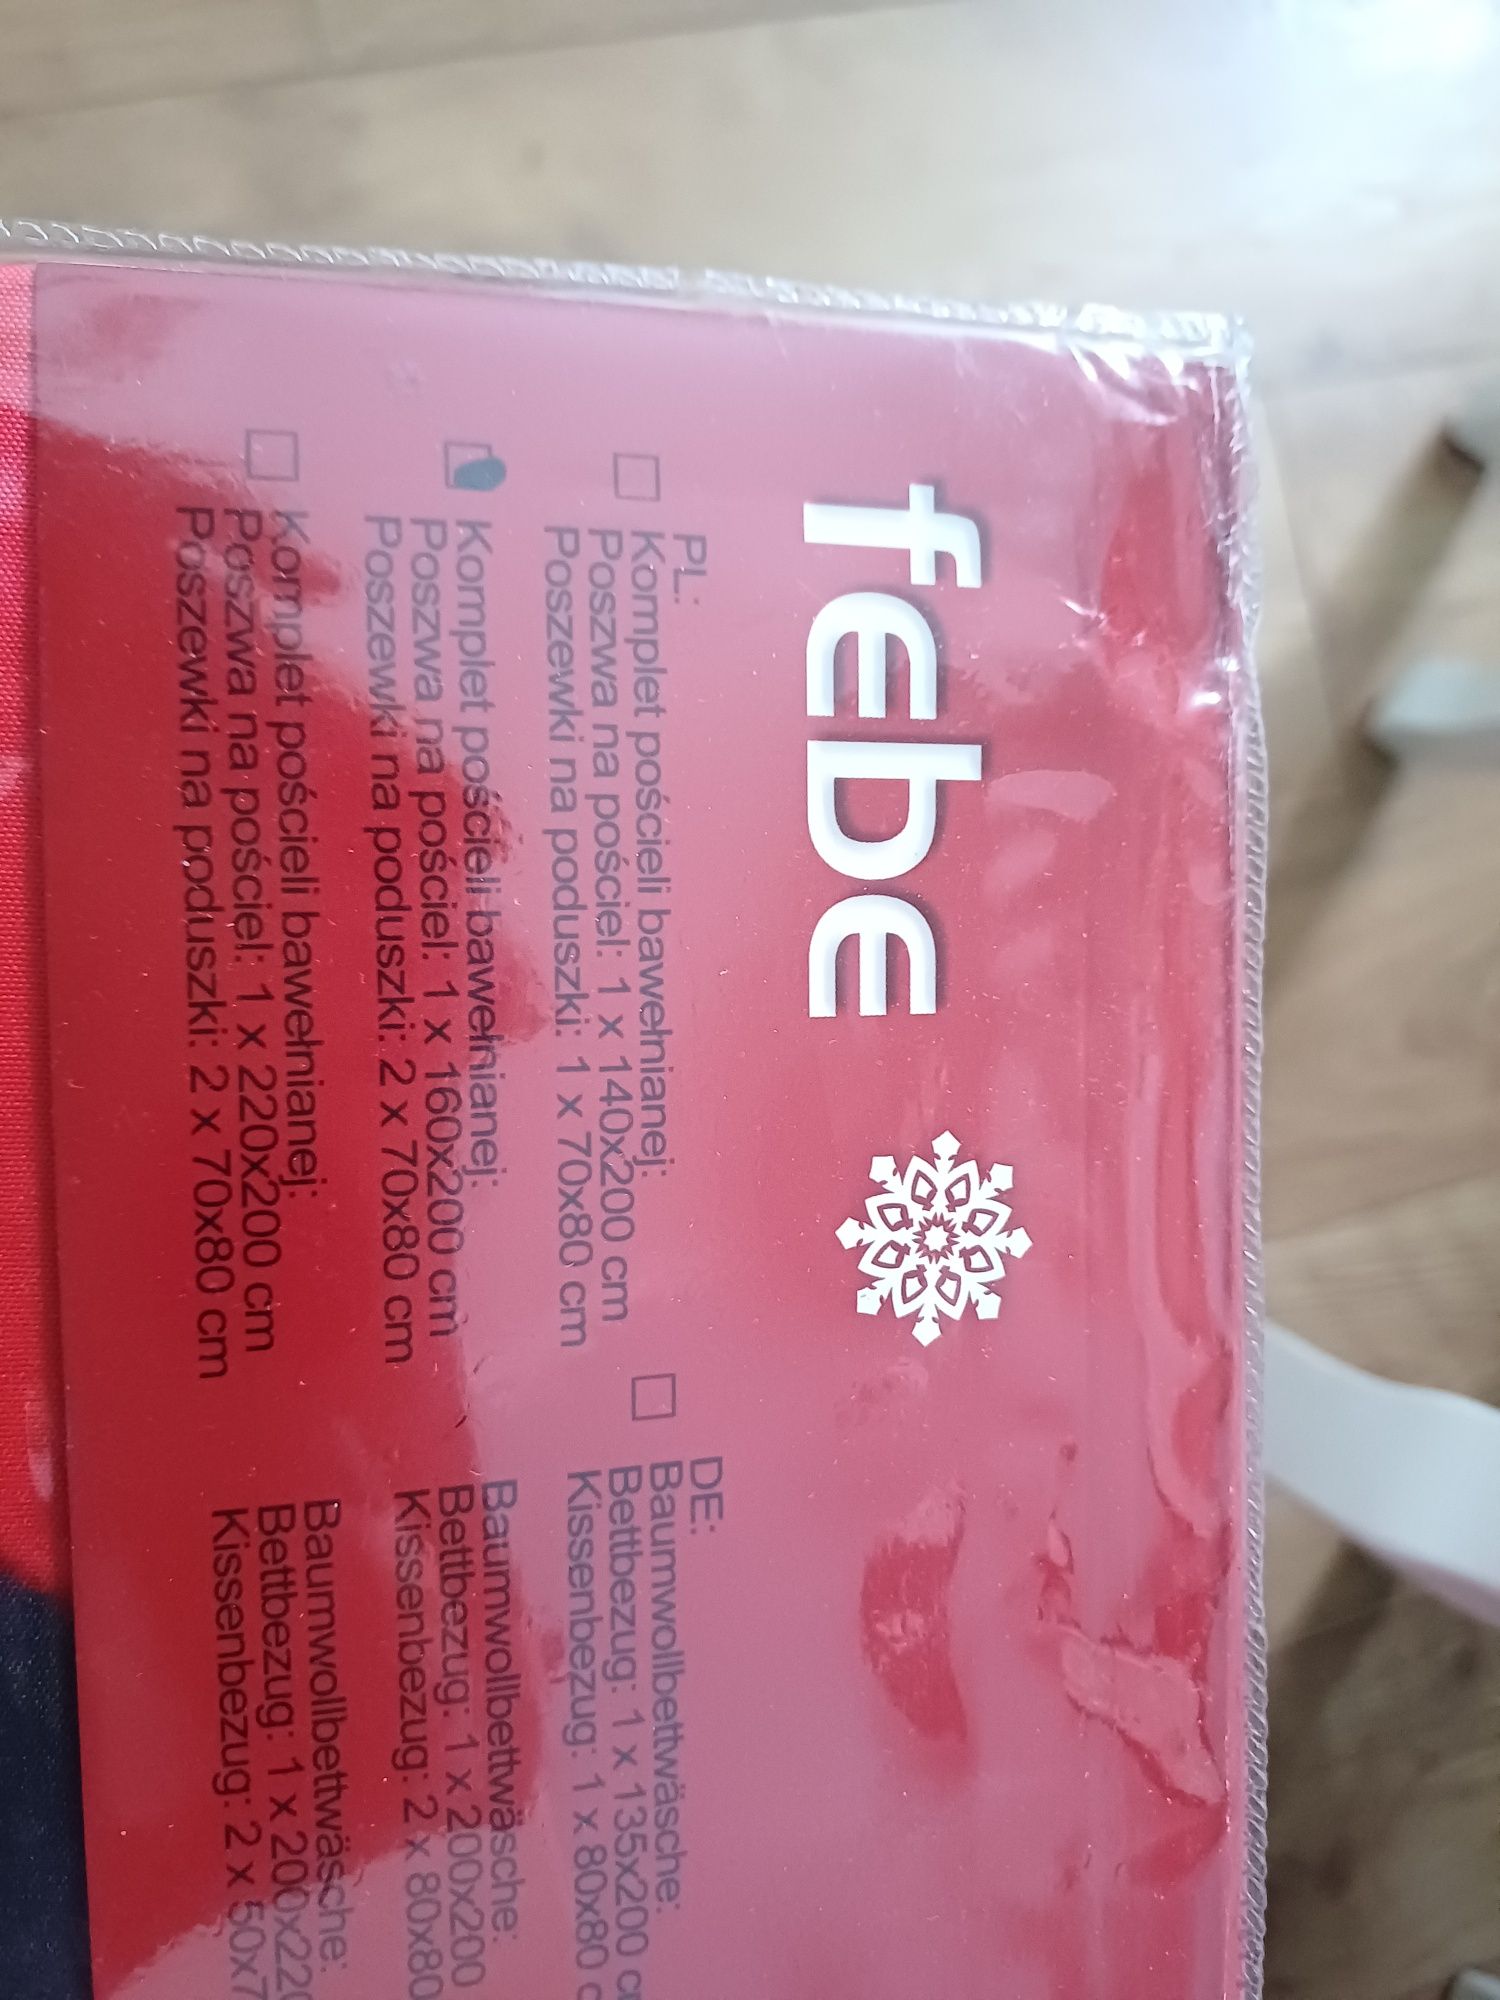 febe
PL:
Komplet pościeli bawełnianej:
Poszwa na pościel: 1 x 140x200 cm
Poszewki na poduszki: 1 x 70x80 cm
Komplet pościeli bawełnianej:
Poszwa na pościel: 1 x 160x200 cm
Poszewki na poduszki: 2 x 70x80 cm
Komplet pościeli bawełnianej:
Poszwa na pościel: 1 x 220x200 cm
Poszewki na poduszki: 2 x 70x80 cm
DE:
Baumwollbettwäsche:
Bettbezug: 1 x 135x200 c
Kissenbezug: 1 x 80x80 c
Baumwollbettwäsche:
Bettbezug: 1 x 200x200
Kissenbezug: 2 x 80x80
Baumwollbettwäsche:
Bettbezug: 1 x 200x220
Kissenbezug: 2 x 50x7